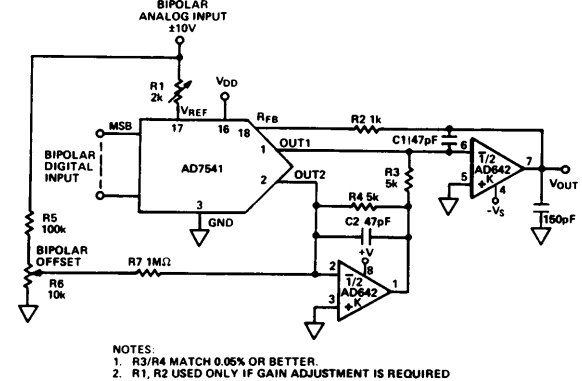 BIPOLAR
ANALOG INPUT
±10V
R1
2k
VDD
VREF
RFB
R2 1k
MSB
17
16
18
C1 47pF
1
OUT1
6
7
BIPOLAR
DIGITAL
INPUT
AD7541
2
OUT2
R3
5k
1/2
AD642
K
5
+
4
-VS
VOUT
R4 5k
3
GND
C2 47pF
150pF
R5
100k
+V
BIPOLAR
OFFSET
R7 1MΩ
2
8
1
R6
10k
1/2
AD642
3
+
K
NOTES:
1. R3/R4 MATCH 0.05% OR BETTER.
2. R1, R2 USED ONLY IF GAIN ADJUSTMENT IS REQUIRED